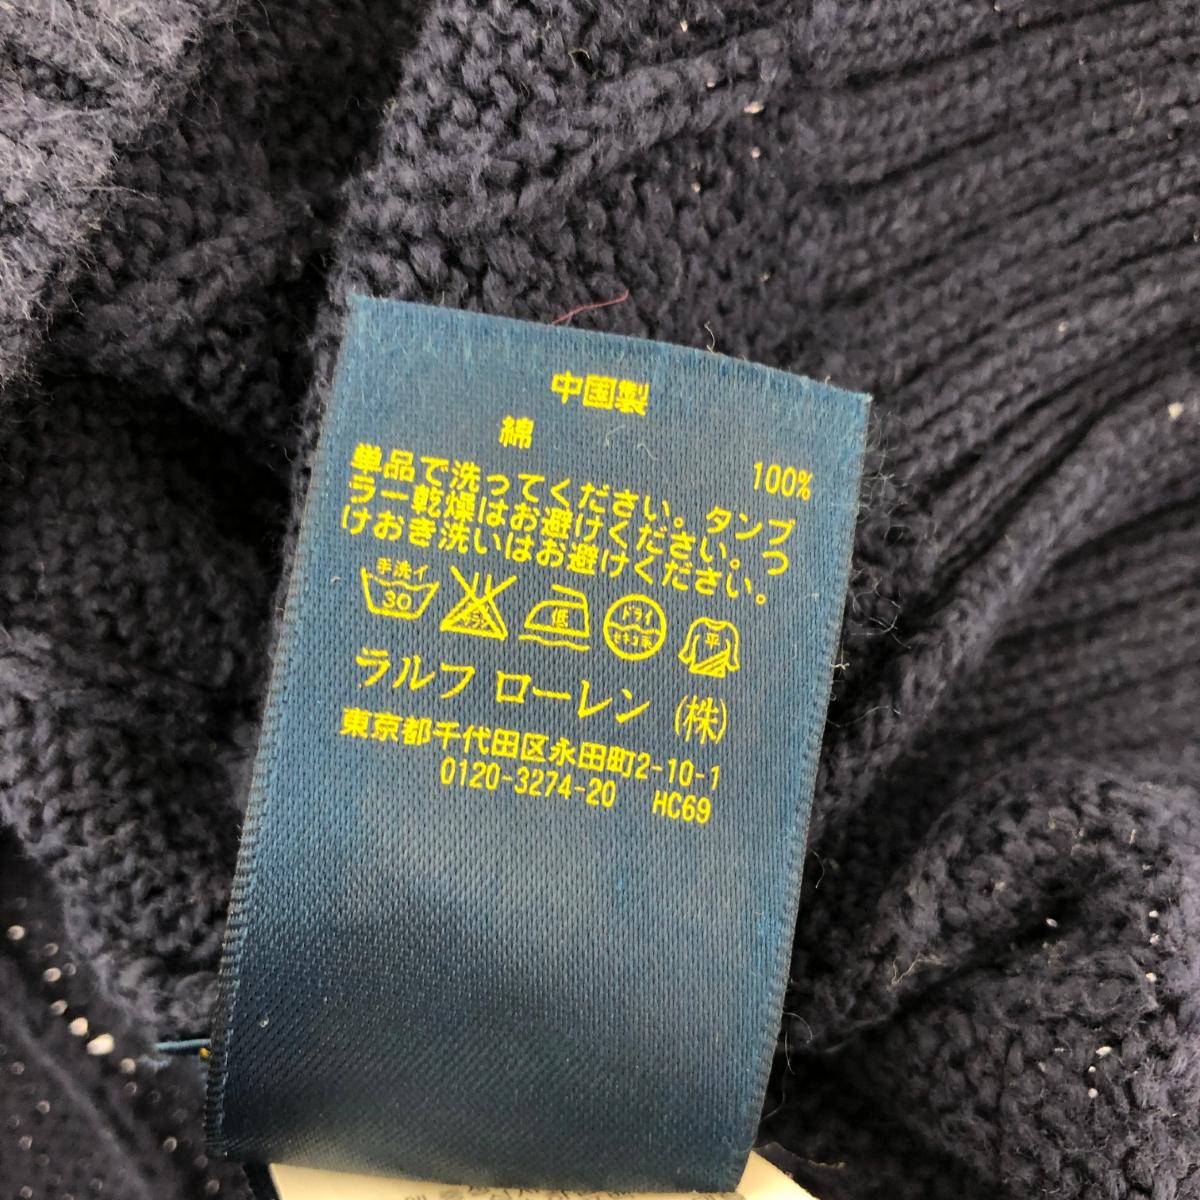 中国製
綿 100%
単品で洗ってください。タンブ
ラー乾燥はお避けください。つ
けおき洗いはお避けください。
手洗イ 30 低 ドライ セキユ系 平
ラルフ ローレン (株)
東京都千代田区永田町2-10-1
0120-3274-20 HC69